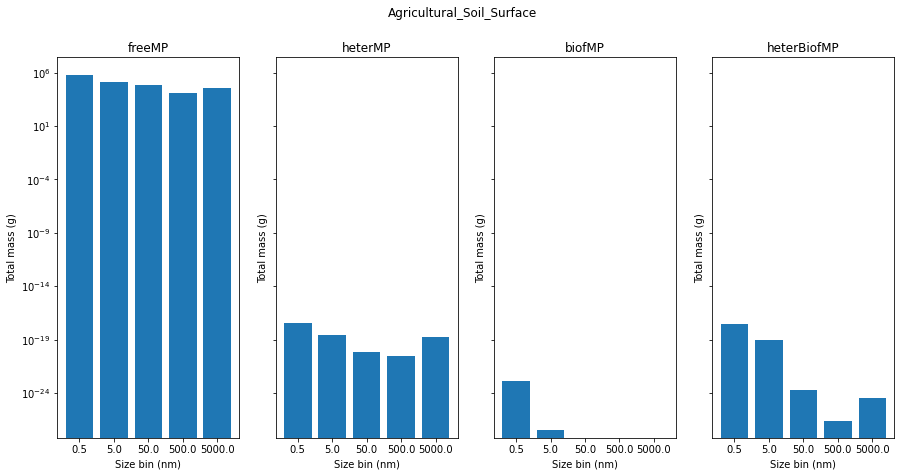 Agricultural_Soil_Surface
freeMP
heterMP
biofMP
heterBiofMP
Total mass (g)
10^6
10^1
10^-4
10^-9
10^-14
10^-19
10^-24
Total mass (g)
Total mass (g)
Total mass (g)
0.5 5.0 50.0 500.0 5000.0
0.5 5.0 50.0 500.0 5000.0
0.5 5.0 50.0 500.0 5000.0
0.5 5.0 50.0 500.0 5000.0
Size bin (nm)
Size bin (nm)
Size bin (nm)
Size bin (nm)